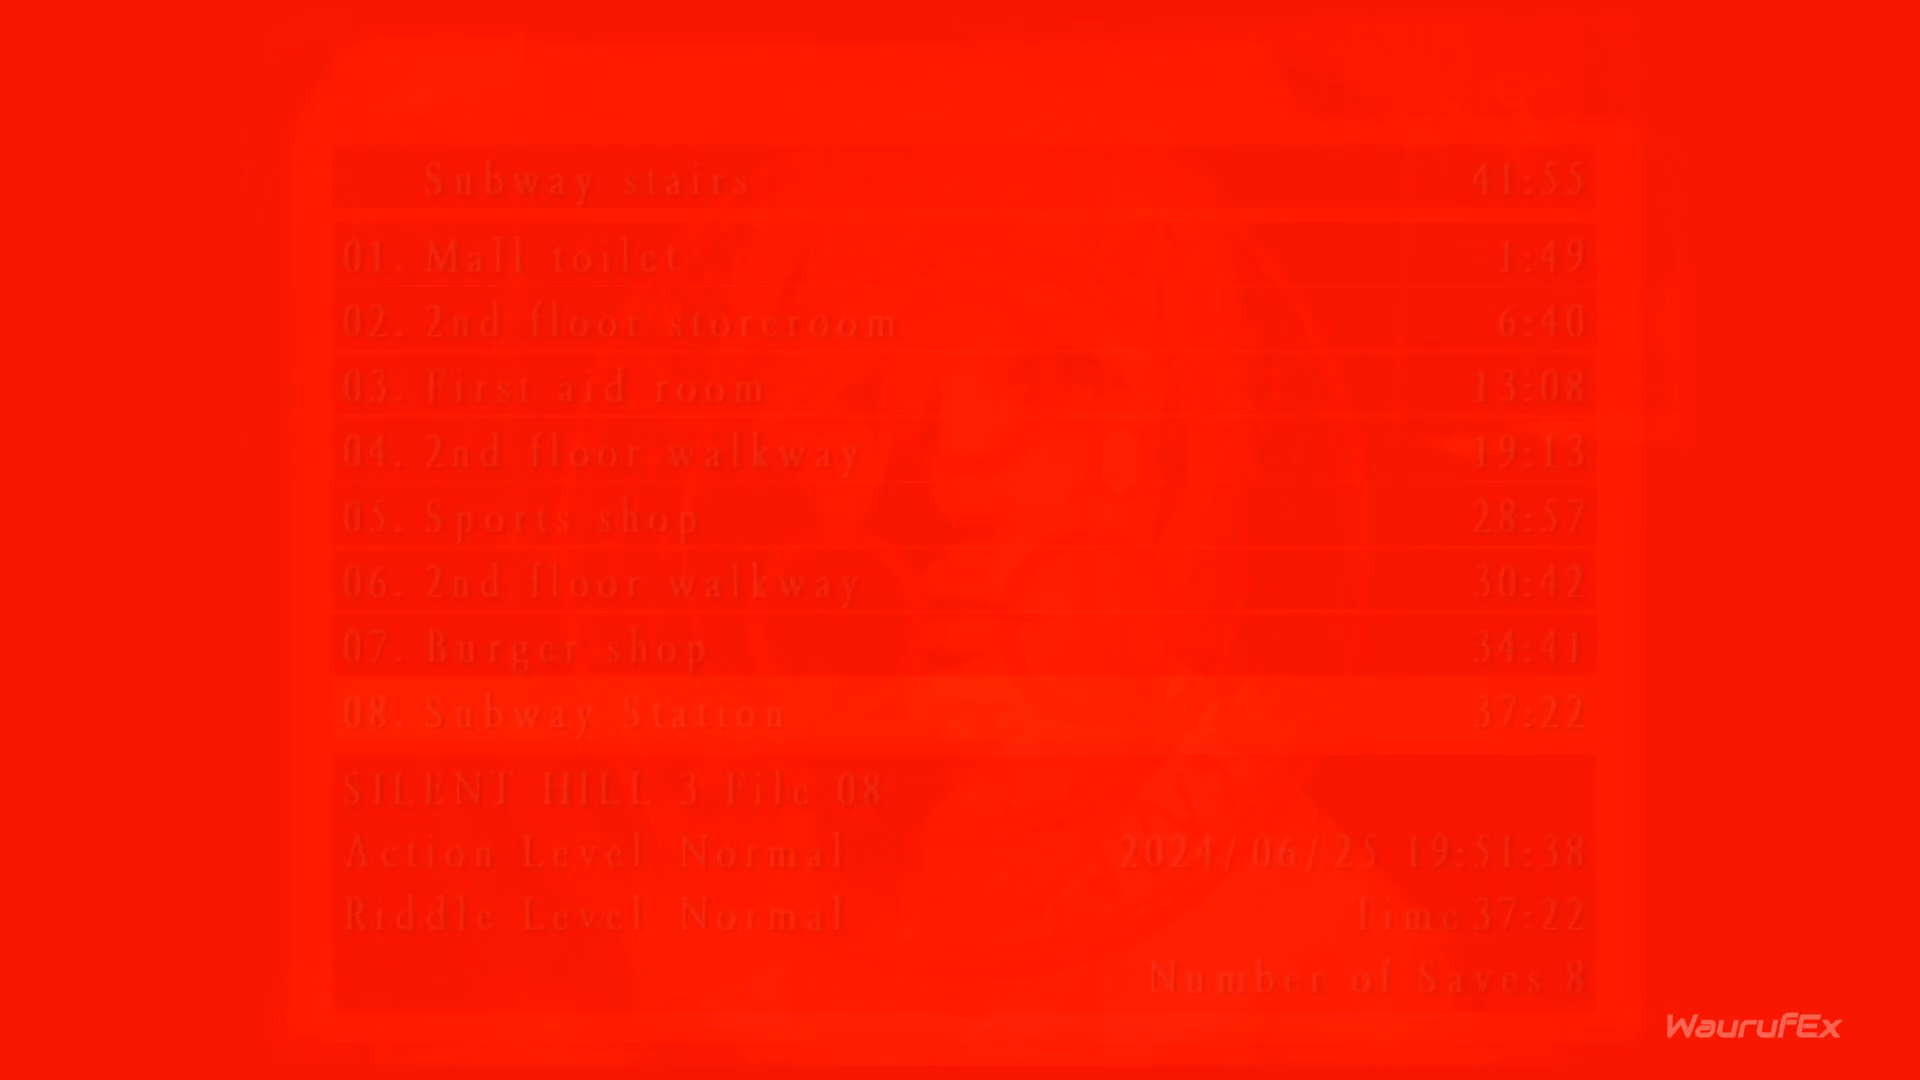 Subway stairs 41:55
01. Mall toilet 1:49
02. 2nd floor storeroom 6:40
03. First aid room 13:08
04. 2nd floor walkway 19:13
05. Sports shop 28:57
06. 2nd floor walkway 30:42
07. Burger shop 34:41
08. Subway Station 37:22
SILENT HILL 3 File 08
Action Level Normal 2024/06/25 19:51:38
Riddle Level Normal Time 37:22
Number of Saves 8
WaurufEx